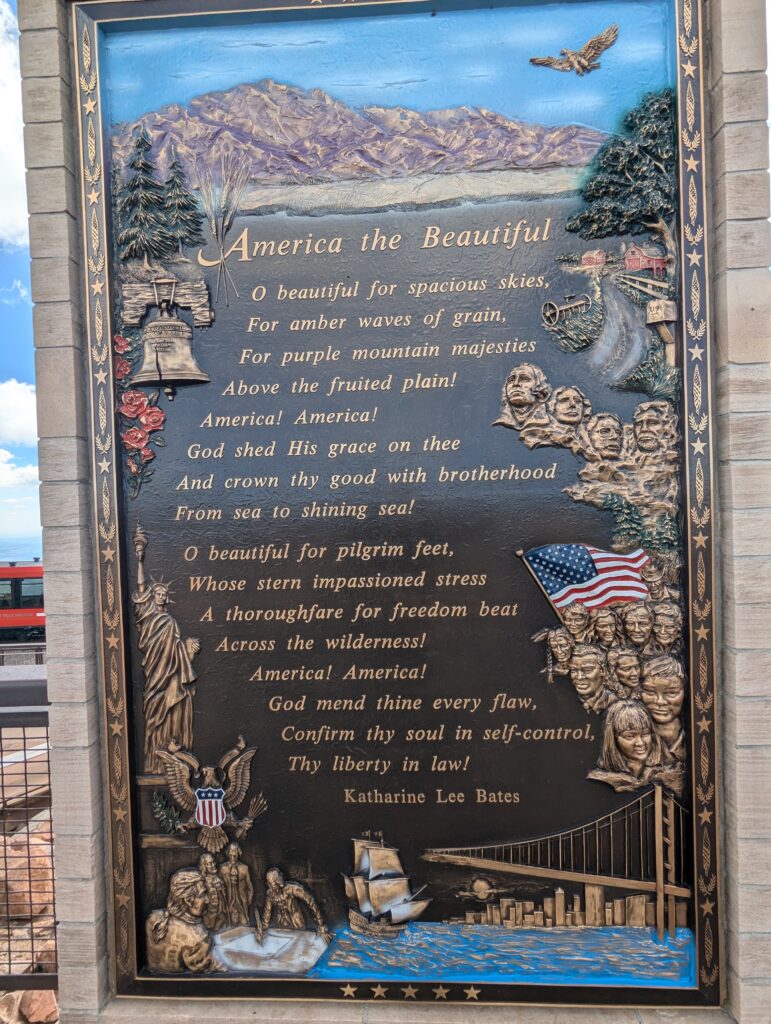 America the Beautiful
O beautiful for spacious skies,
For amber waves of grain,
For purple mountain majesties
Above the fruited plain!
America! America!
God shed His grace on thee
And crown thy good with brotherhood
From sea to shining sea!
O beautiful for pilgrim feet,
Whose stern impassioned stress
A thoroughfare for freedom beat
Across the wilderness!
America! America!
God mend thine every flaw,
Confirm thy soul in self-control,
Thy liberty in law!
Katharine Lee Bates